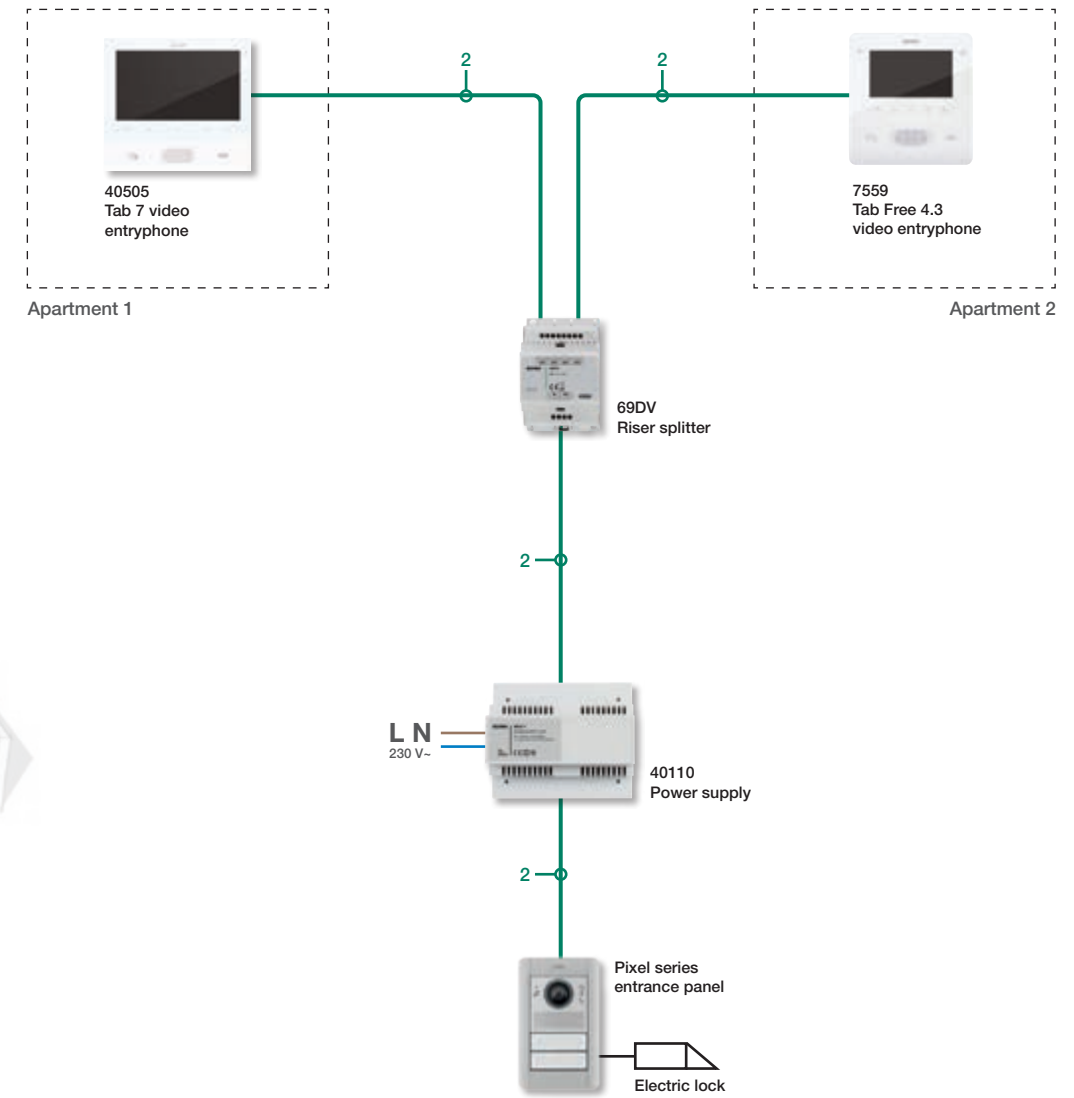 2
2
40505
Tab 7 video
entryphone
7559
Tab Free 4.3
video entryphone
Apartment 1
Apartment 2
69DV
Riser splitter
2
L N
230 V~
40110
Power supply
2
Pixel series
entrance panel
Electric lock